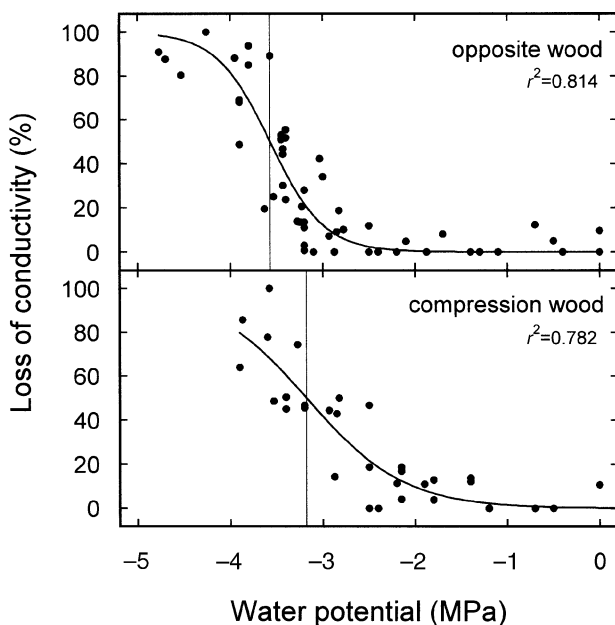 Loss of conductivity (%)
100
80
60
40
20
0
opposite wood
r²=0.814
100
80
60
40
20
0
compression wood
r²=0.782
−5 −4 −3 −2 −1 0
Water potential (MPa)